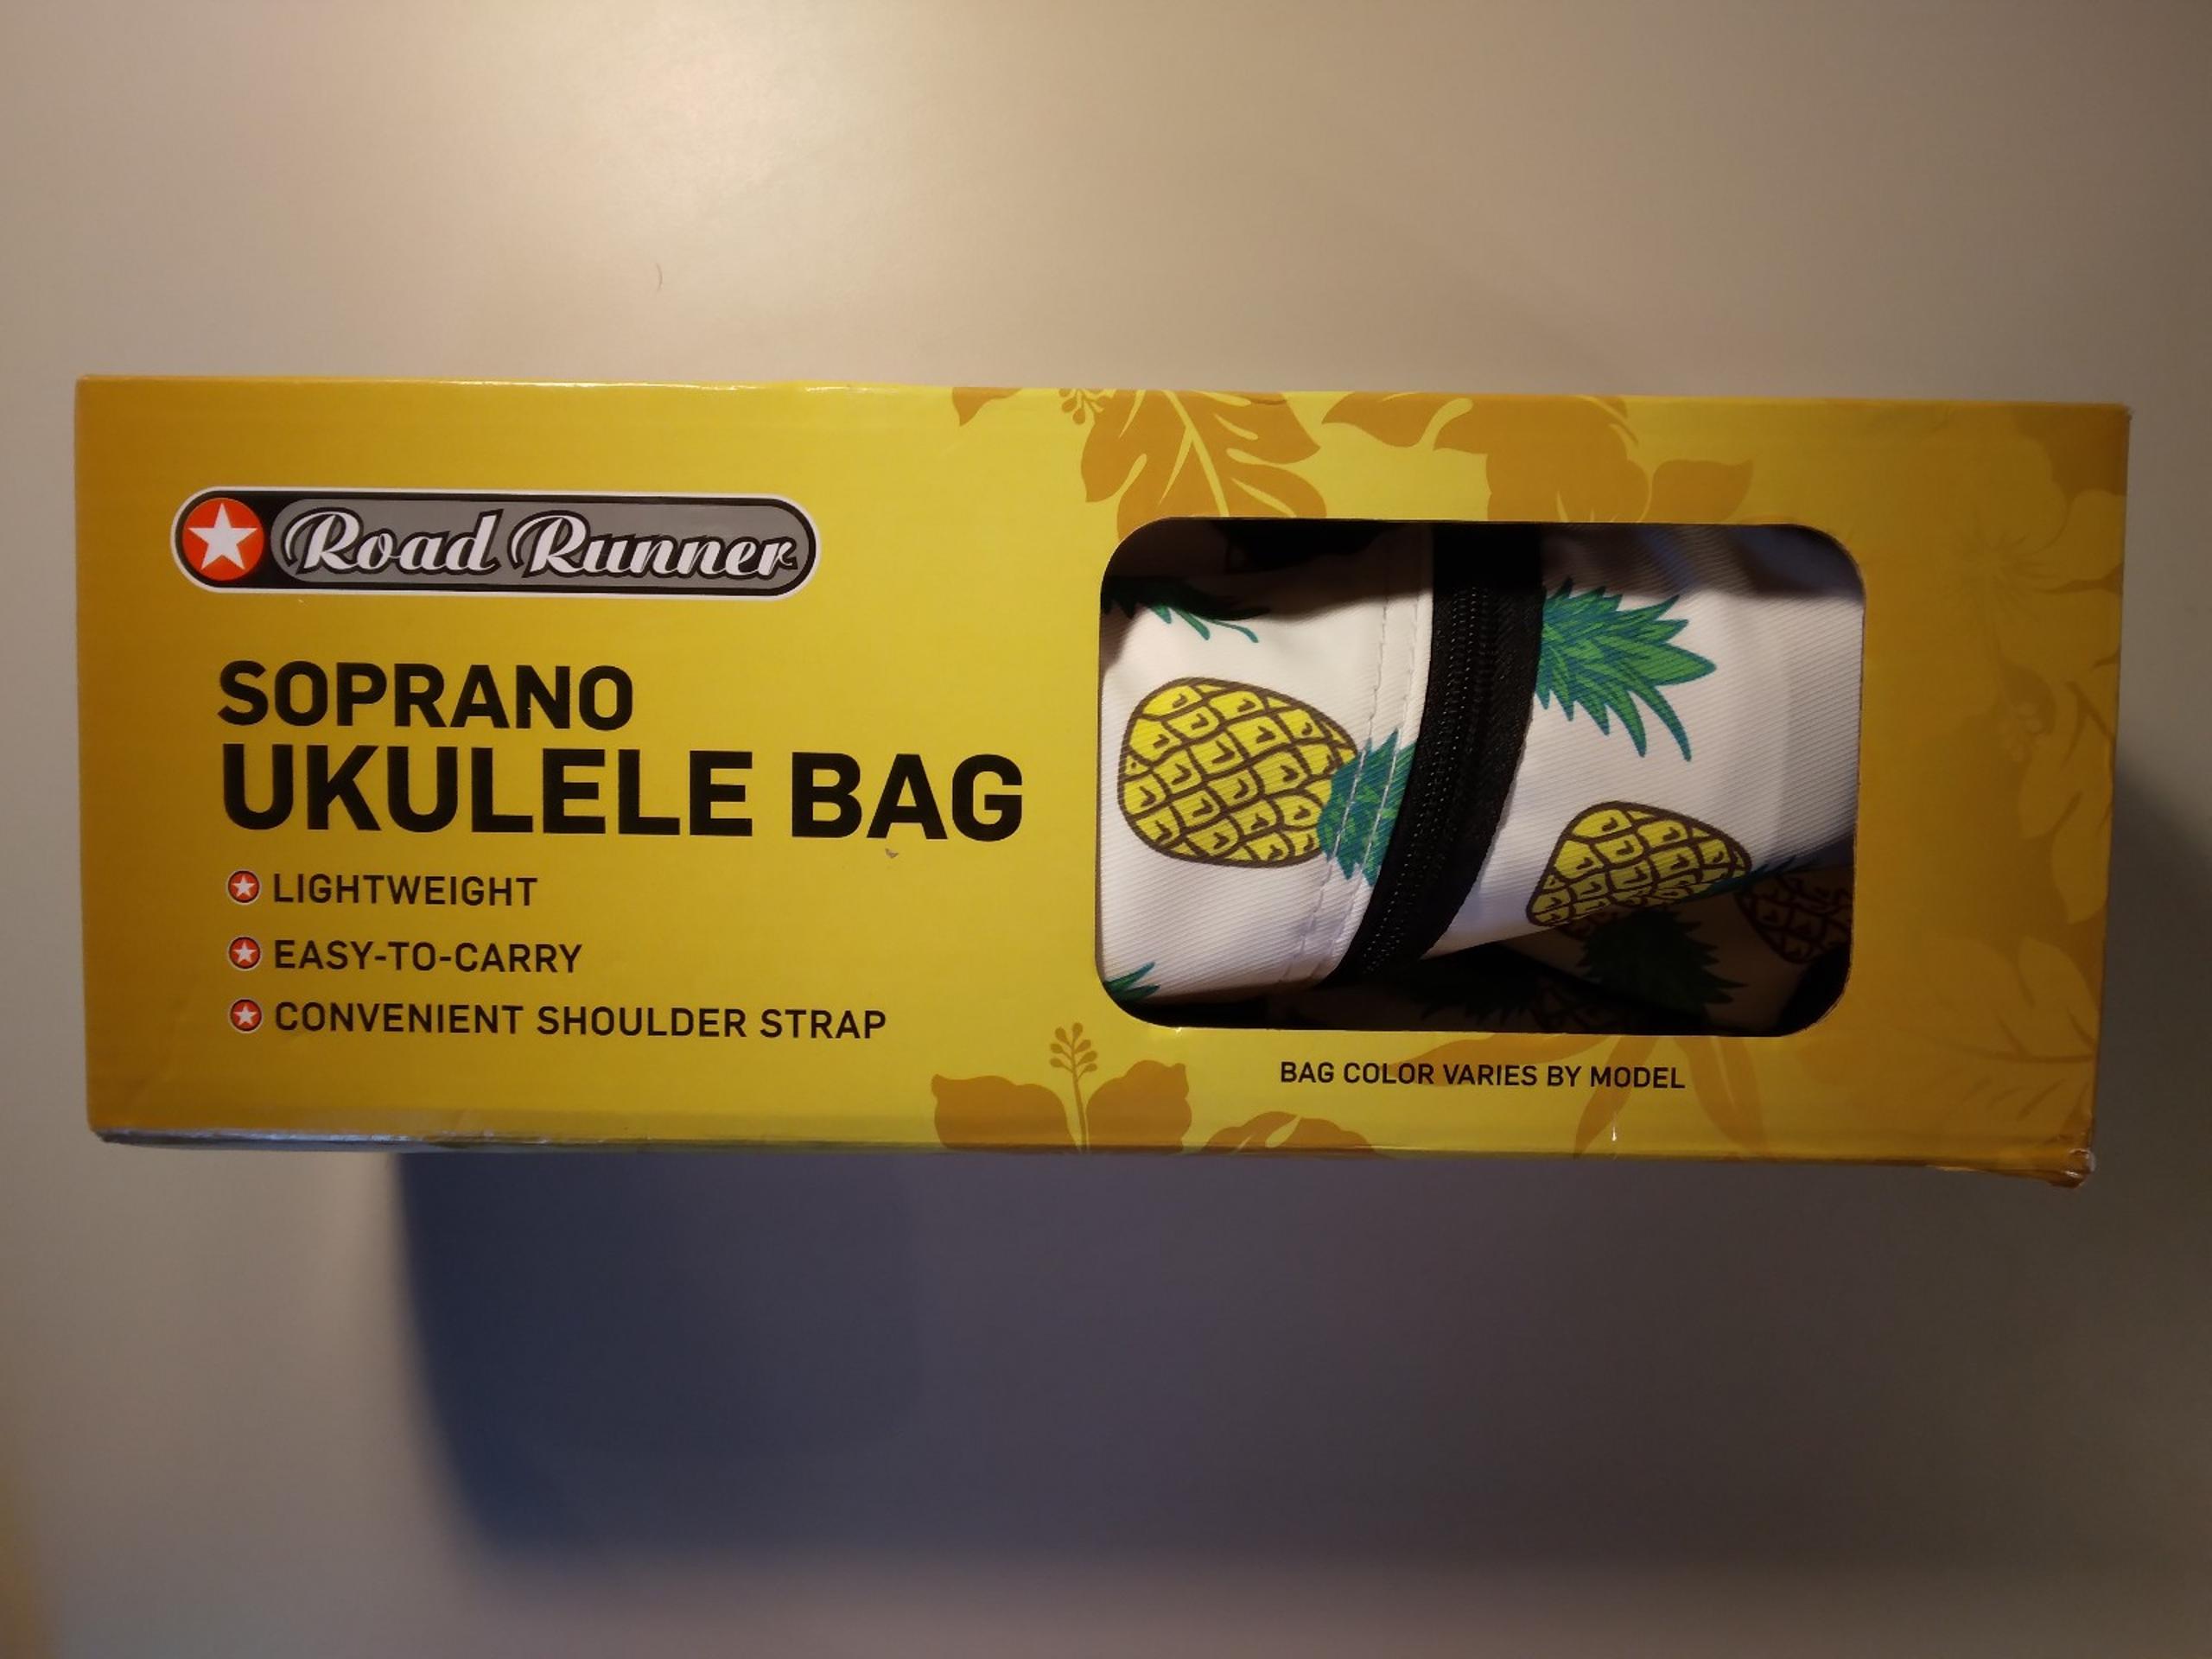 Road Runner
SOPRANO
UKULELE BAG
LIGHTWEIGHT
EASY-TO-CARRY
CONVENIENT SHOULDER STRAP
BAG COLOR VARIES BY MODEL